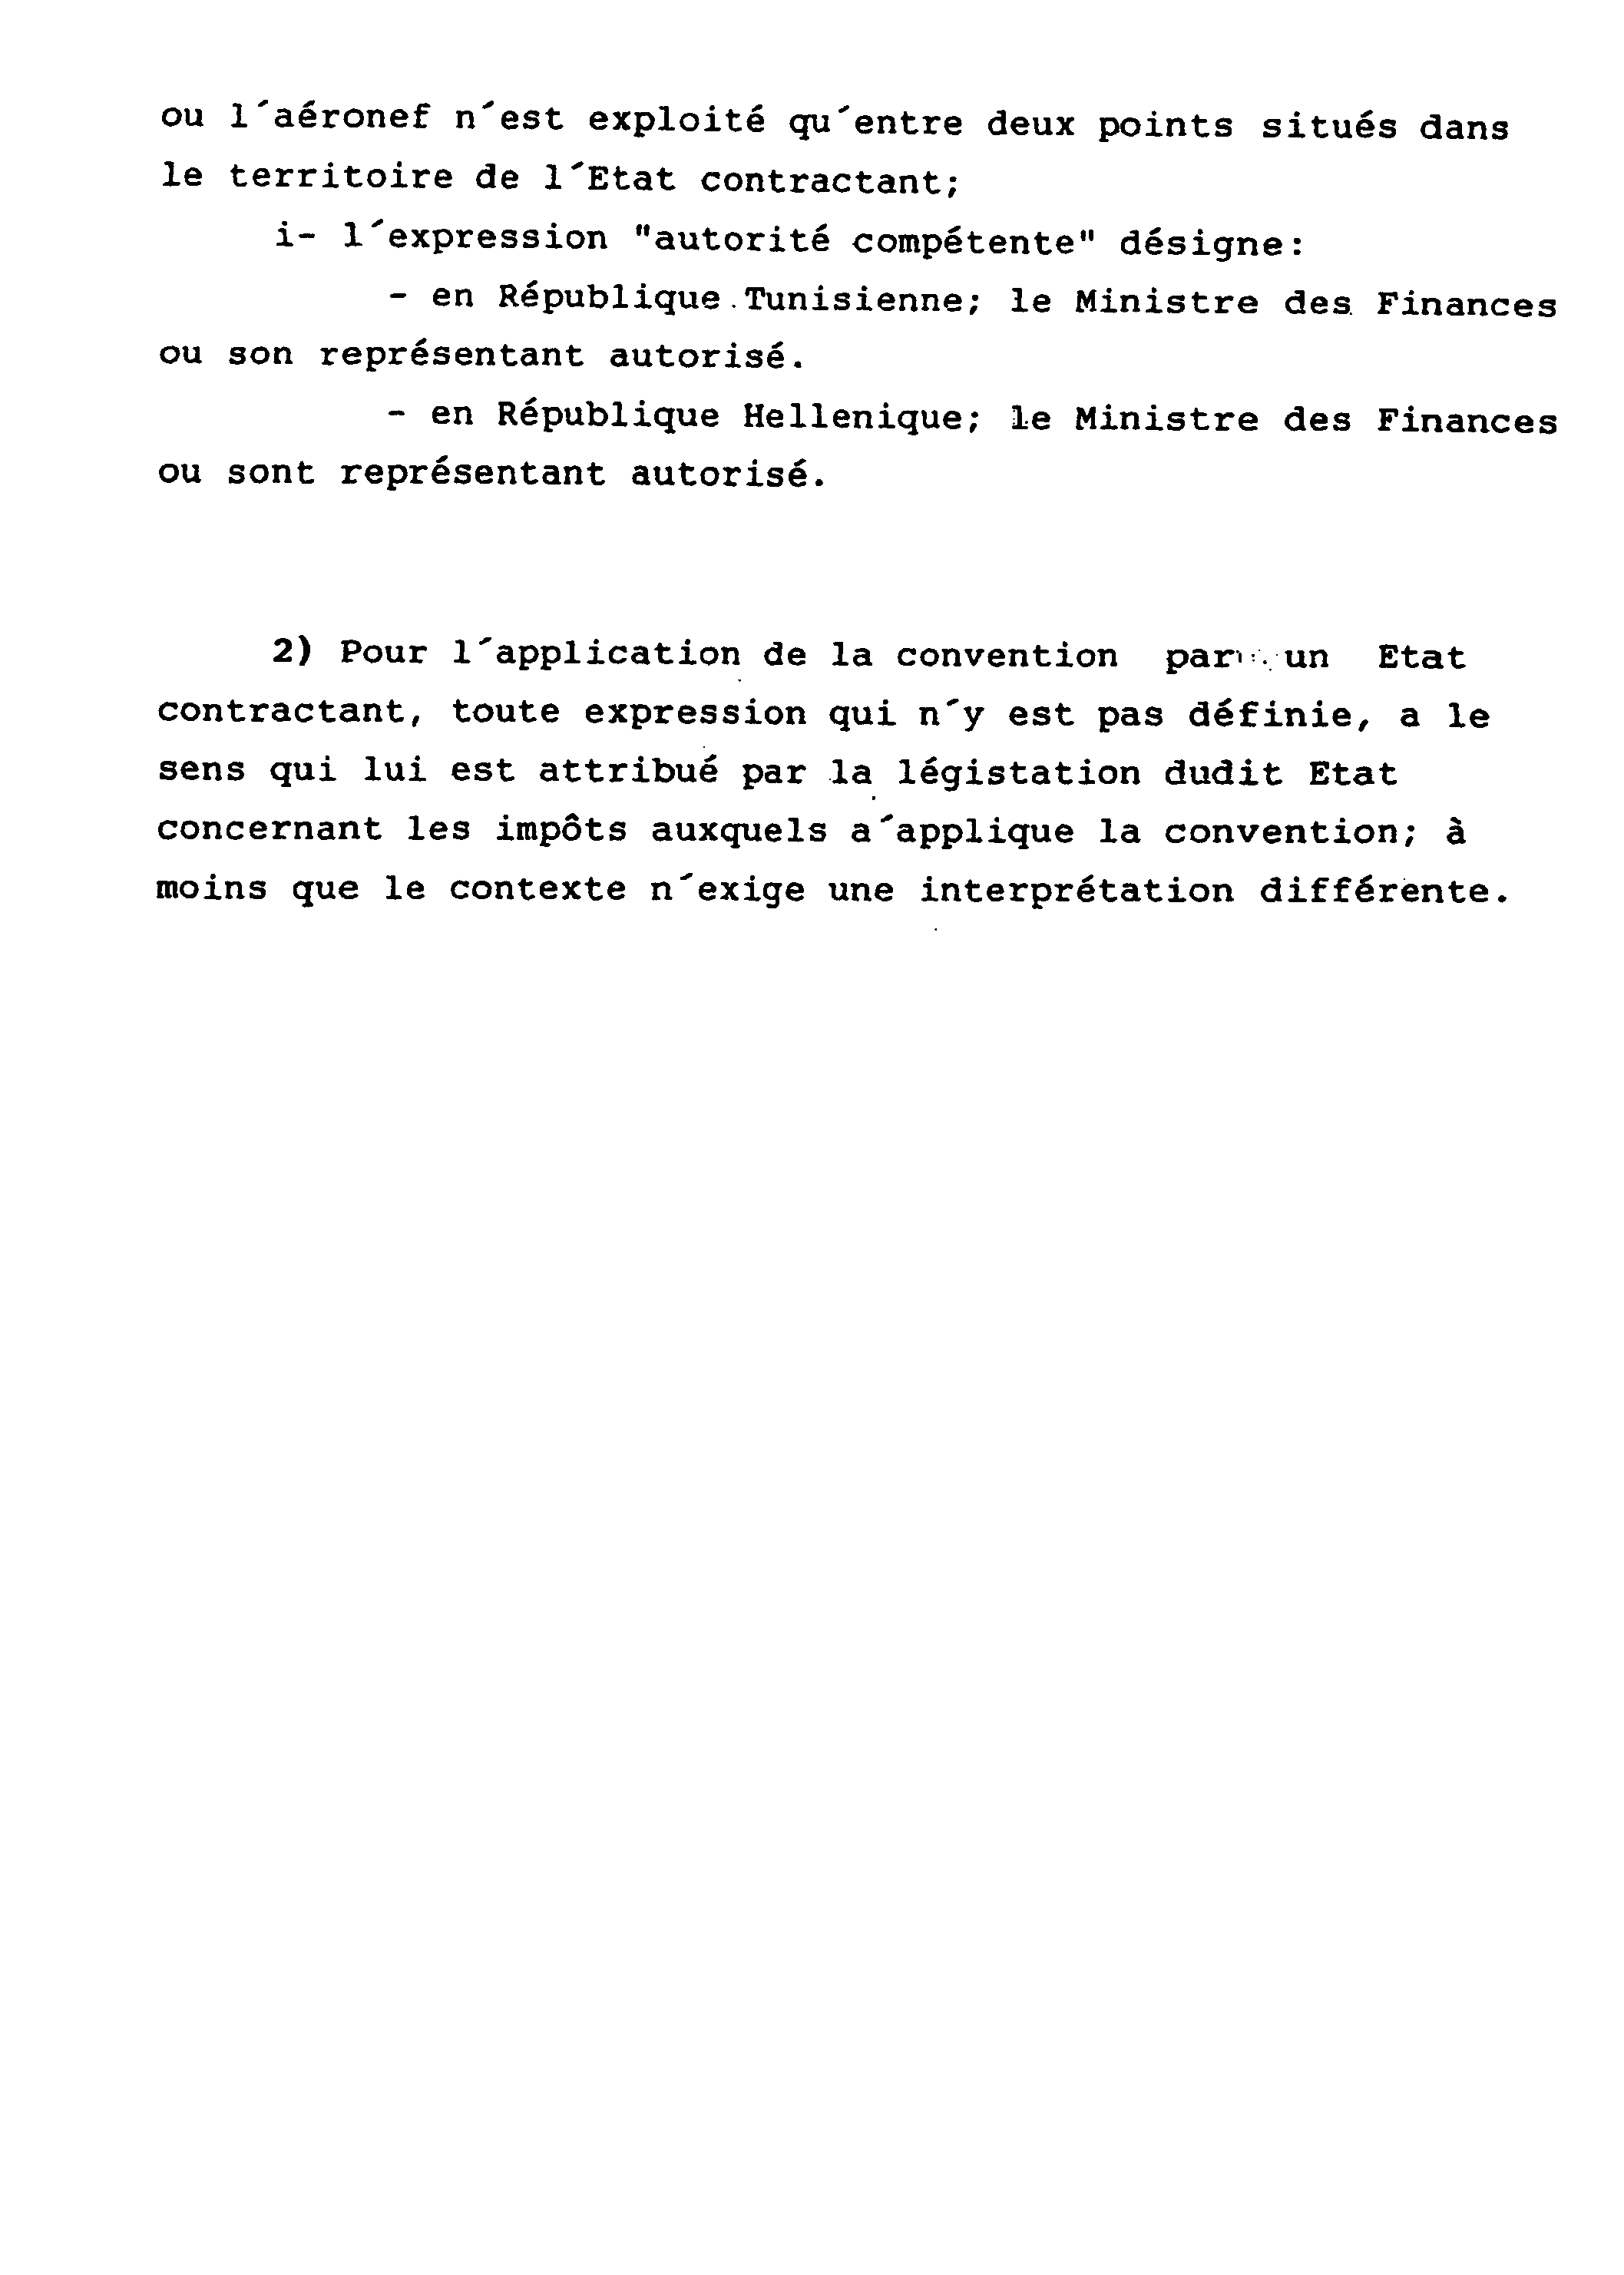 ou l´aéronef n´est exploité qu´entre deux points situés dans
le territoire de l´Etat contractant;
i- l´expression "autorité compétente" désigne:
- en République Tunisienne; le Ministre des Finances
ou son représentant autorisé.
- en République Hellenique; le Ministre des Finances
ou sont représentant autorisé.
2) Pour l´application de la convention par un Etat
contractant, toute expression qui n´y est pas définie, a le
sens qui lui est attribué par la légistation dudit Etat
concernant les impôts auxquels a´applique la convention; à
moins que le contexte n´exige une interprétation différente.